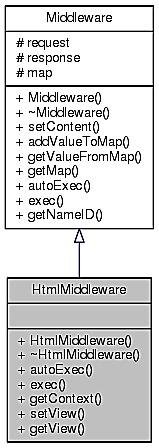 Middleware
# request
# response
# map
+ Middleware()
+ ~Middleware()
+ setContent()
+ addValueToMap()
+ getValueFromMap()
+ getMap()
+ autoExec()
+ exec()
+ getNameID()
HtmlMiddleware
+ HtmlMiddleware()
+ ~HtmlMiddleware()
+ autoExec()
+ exec()
+ getContext()
+ setView()
+ getView()